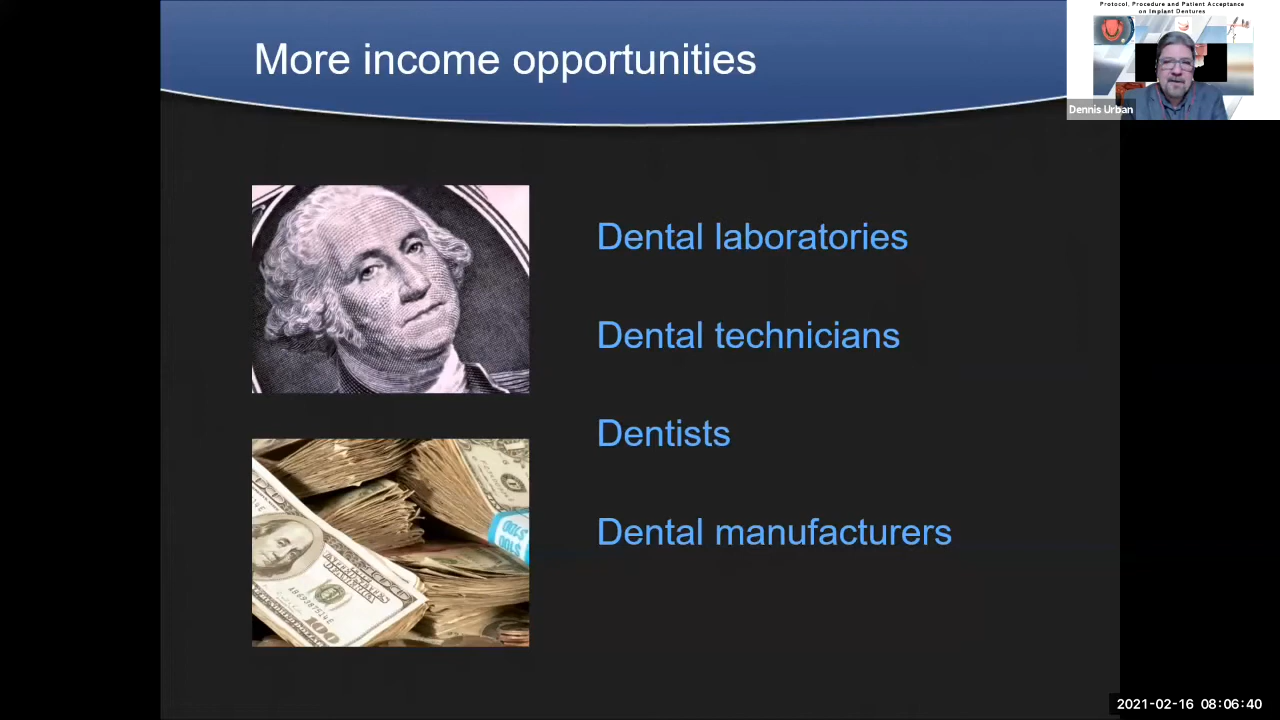 Protocol, Procedure and Patient Acceptance
on Implant Dentures
More income opportunities
Dennis Urban
Dental laboratories
Dental technicians
Dentists
Dental manufacturers
100
2021-02-16 08:06:40